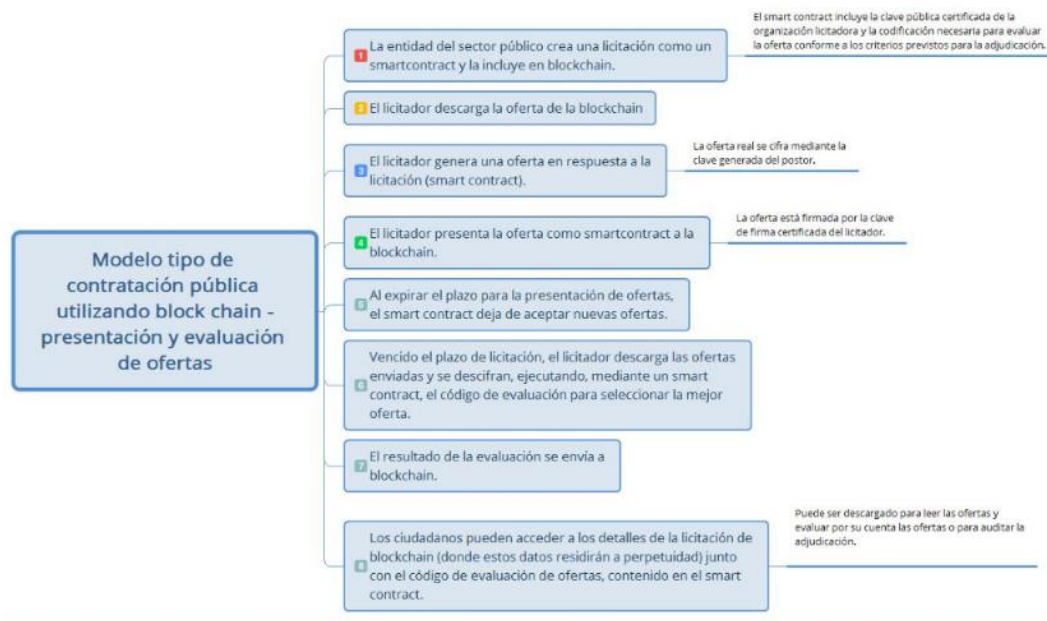 El smart contract incluye la clave pública certificada de la
organización licitadora y la codificación necesaria para evaluar
la oferta conforme a los criterios previstos para la adjudicación.
1 La entidad del sector público crea una licitación como un
smartcontract y la incluye en blockchain.
2 El licitador descarga la oferta de la blockchain
La oferta real se cifra mediante la
clave generada del postor.
3 El licitador genera una oferta en respuesta a la
licitación (smart contract).
La oferta está firmada por la clave
de firma certificada del licitador.
4 El licitador presenta la oferta como smartcontract a la
blockchain.
Modelo tipo de
contratación pública
utilizando block chain -
presentación y evaluación
de ofertas
5 Al expirar el plazo para la presentación de ofertas,
el smart contract deja de aceptar nuevas ofertas.
6 Vencido el plazo de licitación, el licitador descarga las ofertas
enviadas y se descifran, ejecutando, mediante un smart
contract, el código de evaluación para seleccionar la mejor
oferta.
7 El resultado de la evaluación se envía a
blockchain.
Puede ser descargado para leer las ofertas y
evaluar por su cuenta las ofertas o para auditar la
adjudicación.
8 Los ciudadanos pueden acceder a los detalles de la licitación de
blockchain (donde estos datos residirán a perpetuidad) junto
con el código de evaluación de ofertas, contenido en el smart
contract.